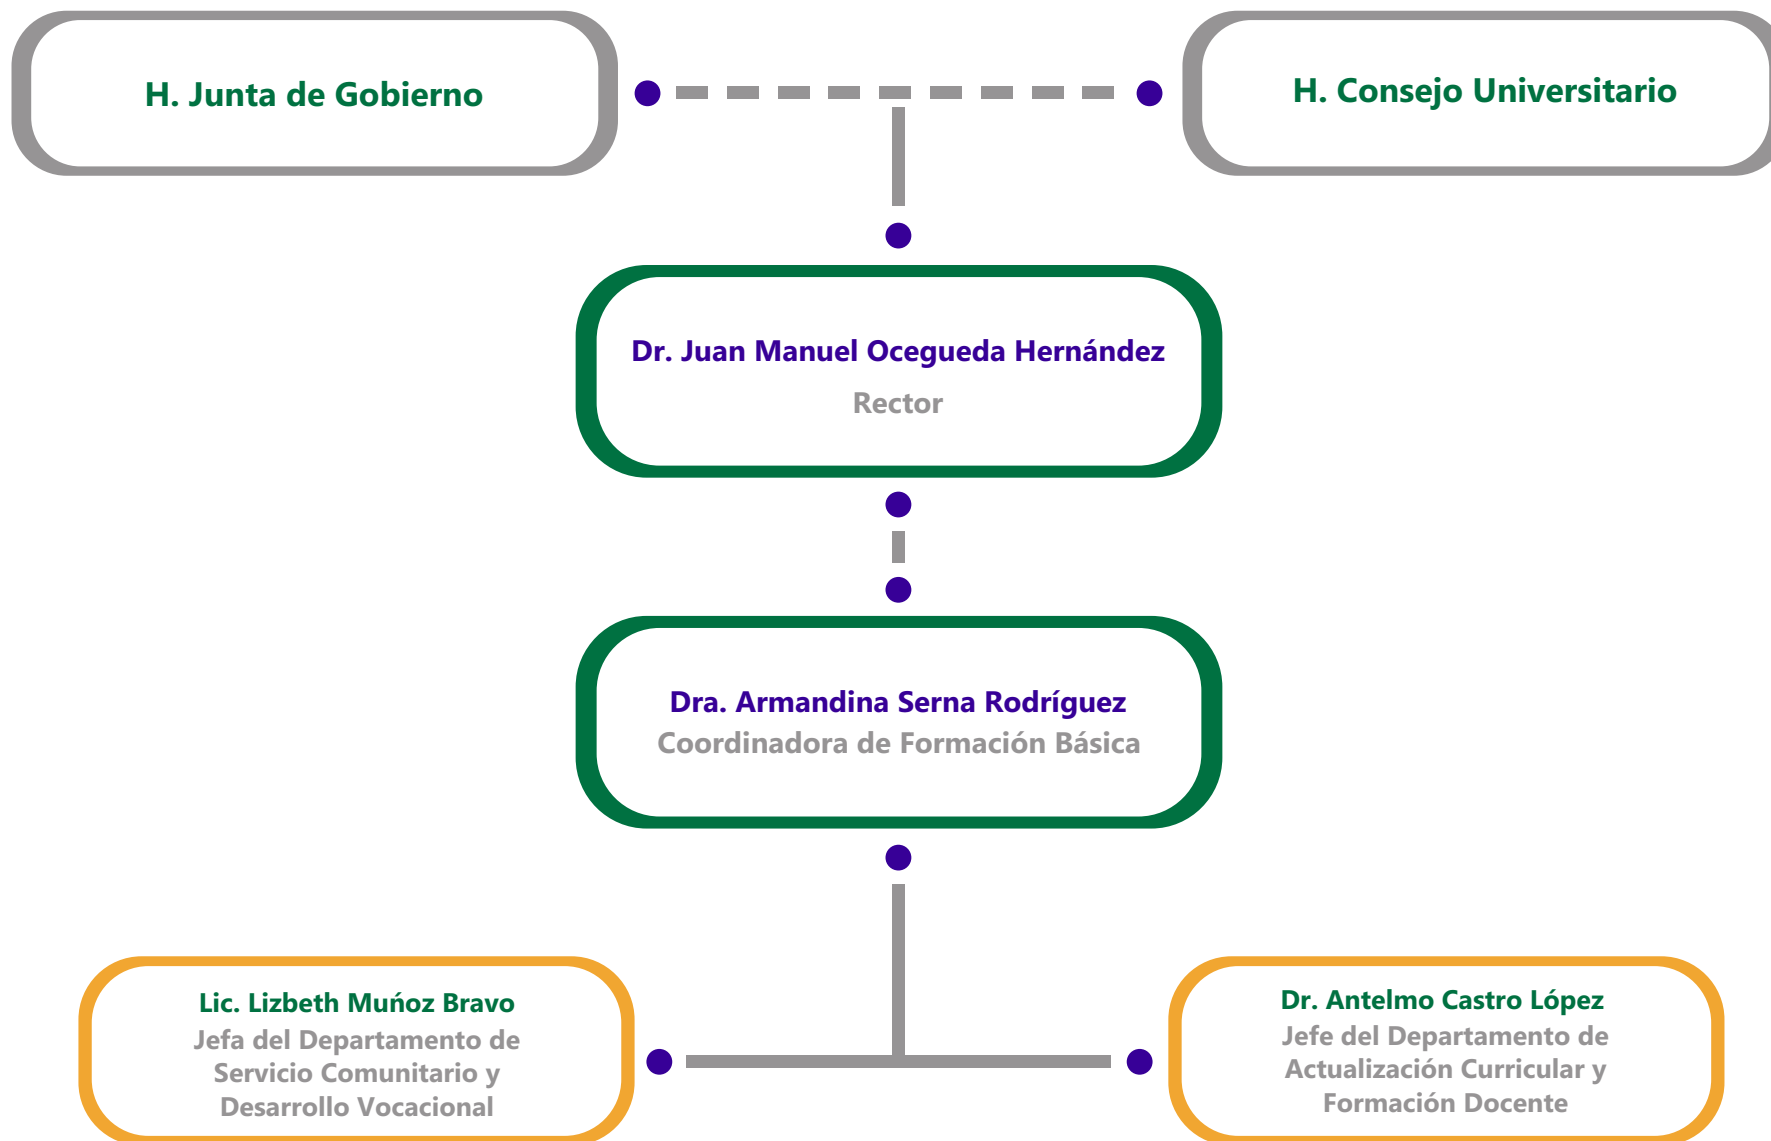 H. Junta de Gobierno
H. Consejo Universitario
Dr. Juan Manuel Ocegueda Hernández
Rector
Dra. Armandina Serna Rodríguez
Coordinadora de Formación Básica
Lic. Lizbeth Muńoz Bravo
Jefa del Departamento de
Servicio Comunitario y
Desarrollo Vocacional
Dr. Antelmo Castro López
Jefe del Departamento de
Actualización Curricular y
Formación Docente